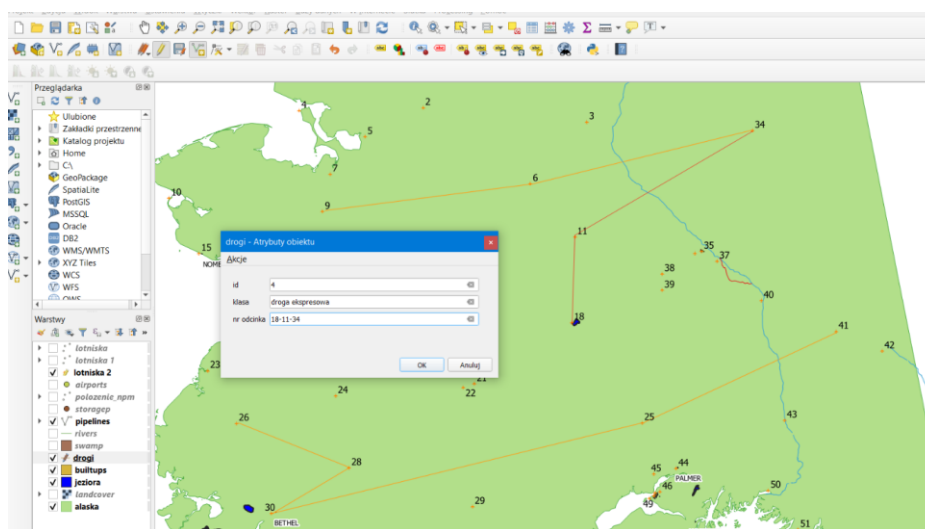 Przeglądarka
Ulubione
Zakładki przestrzenne
Katalog projektu
Home
C:\
GeoPackage
SpatiaLite
PostGIS
MSSQL
Oracle
DB2
WMS/WMTS
XYZ Tiles
WCS
WFS
OWS
Warstwy
lotniska
lotniska 1
lotniska 2
airports
polozenie_npm
storagep
pipelines
rivers
swamp
drogi
builtups
jeziora
landcover
alaska
drogi - Atrybuty obiektu
Akcje
id 4
klasa droga ekspresowa
nr odcinka 18-11-34
OK Anuluj
4
2
3
34
5
7
6
10
9
11
15
35
37
NOME
38
39
40
18
41
42
23
24
21
22
26
25
43
28
45
44
PALMER
46
50
49
29
30
BETHEL
51